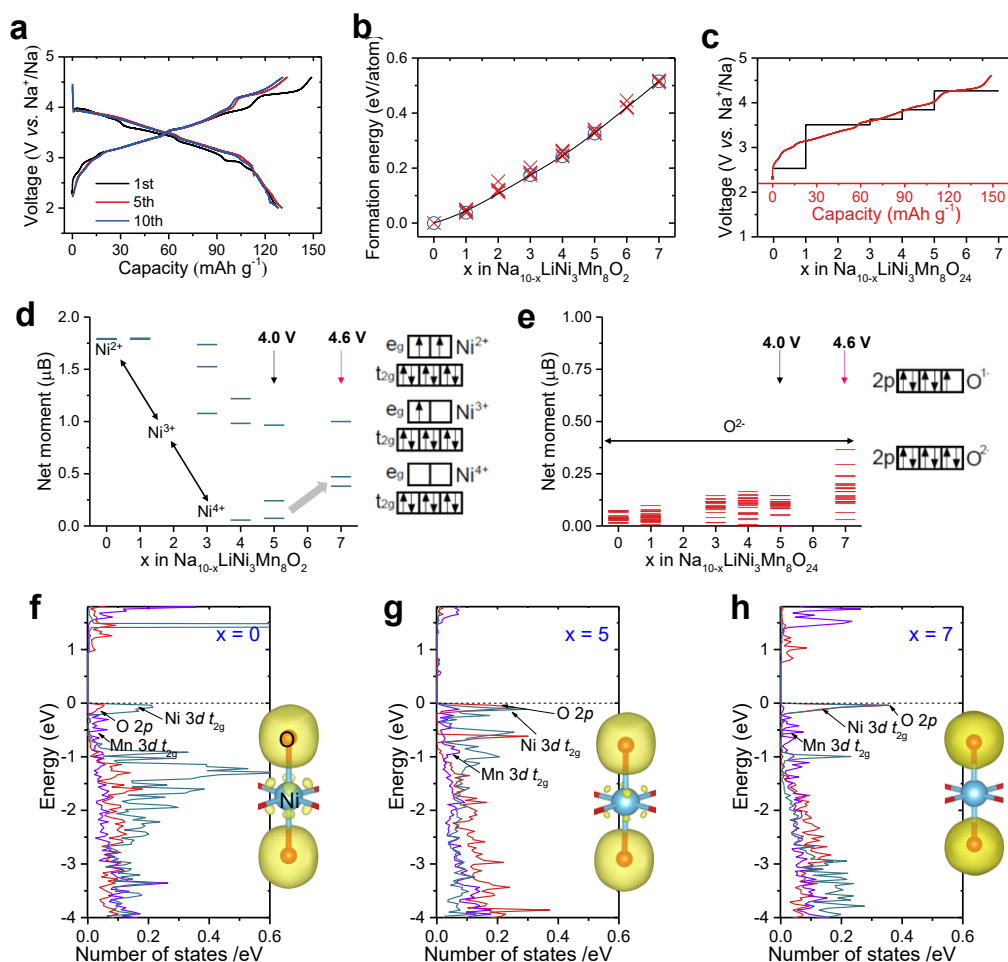 a
Voltage (V vs. Na⁺/Na)
5
4
3
2
1st
5th
10th
0 30 60 90 120 150
Capacity (mAh g⁻¹)
b
Formation energy (eV/atom)
0.6
0.4
0.2
0.0
0 1 2 3 4 5 6 7
x in Na₁₀₋ₓLiNi₃Mn₈O₂
c
Voltage (V vs. Na⁺/Na)
5
4
3
2
1
0 30 60 90 120 150
Capacity (mAh g⁻¹)
0 1 2 3 4 5 6 7
x in Na₁₀₋ₓLiNi₃Mn₈O₂₄
d
Net moment (µB)
2.0
1.5
1.0
0.5
0.0
Ni²⁺
Ni³⁺
Ni⁴⁺
4.0 V
4.6 V
e_g Ni²⁺
t₂g
e_g Ni³⁺
t₂g
e_g Ni⁴⁺
t₂g
0 1 2 3 4 5 6 7
x in Na₁₀₋ₓLiNi₃Mn₈O₂
e
Net moment (µB)
1.00
0.75
0.50
0.25
0.00
4.0 V
4.6 V
O²⁻
2p O¹⁻
2p O²⁻
0 1 2 3 4 5 6 7
x in Na₁₀₋ₓLiNi₃Mn₈O₂₄
f
Energy (eV)
1
0
-1
-2
-3
-4
x = 0
Ni 3d t₂g
O 2p
Mn 3d t₂g
O
Ni
0.0 0.2 0.4 0.6
Number of states /eV
g
Energy (eV)
1
0
-1
-2
-3
-4
x = 5
O 2p
Ni 3d t₂g
Mn 3d t₂g
0.0 0.2 0.4 0.6
Number of states /eV
h
Energy (eV)
1
0
-1
-2
-3
-4
x = 7
O 2p
Ni 3d t₂g
Mn 3d t₂g
0.0 0.2 0.4 0.6
Number of states /eV